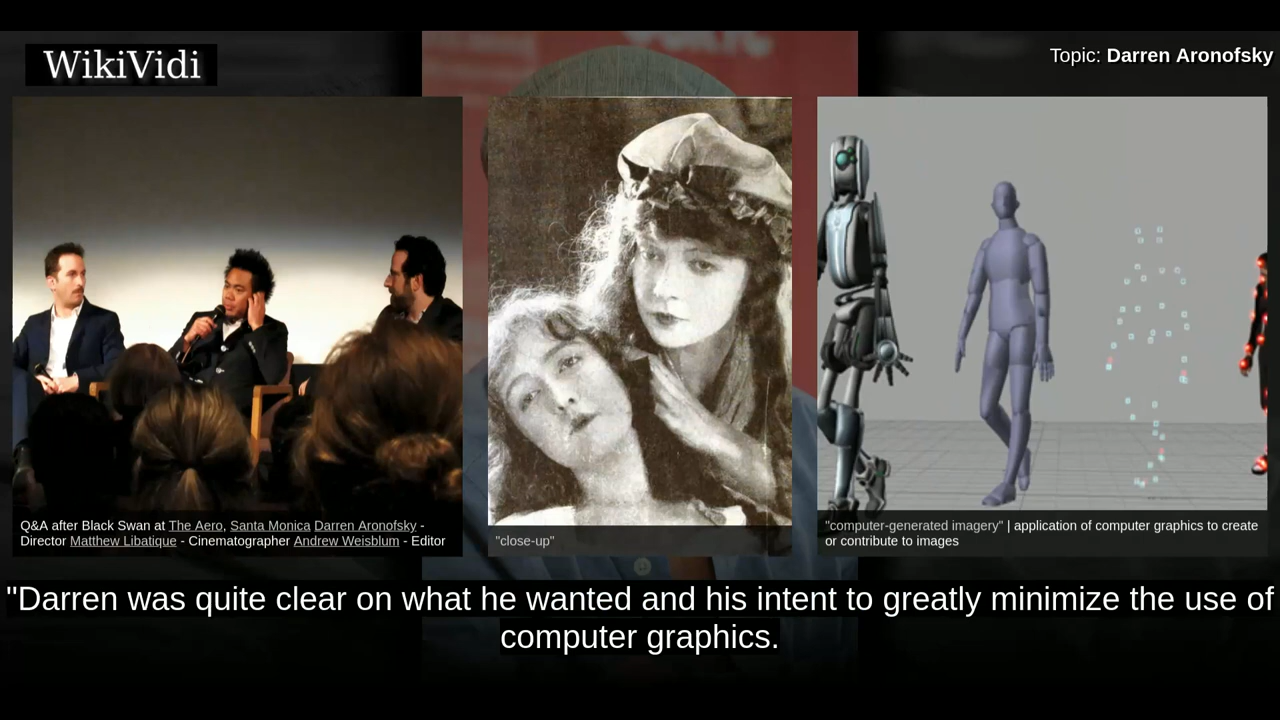 WikiVidi
Topic: Darren Aronofsky
Q&A after Black Swan at The Aero, Santa Monica Darren Aronofsky -
Director Matthew Libatique - Cinematographer Andrew Weisblum - Editor
"close-up"
"computer-generated imagery" | application of computer graphics to create
or contribute to images
"Darren was quite clear on what he wanted and his intent to greatly minimize the use of
computer graphics.